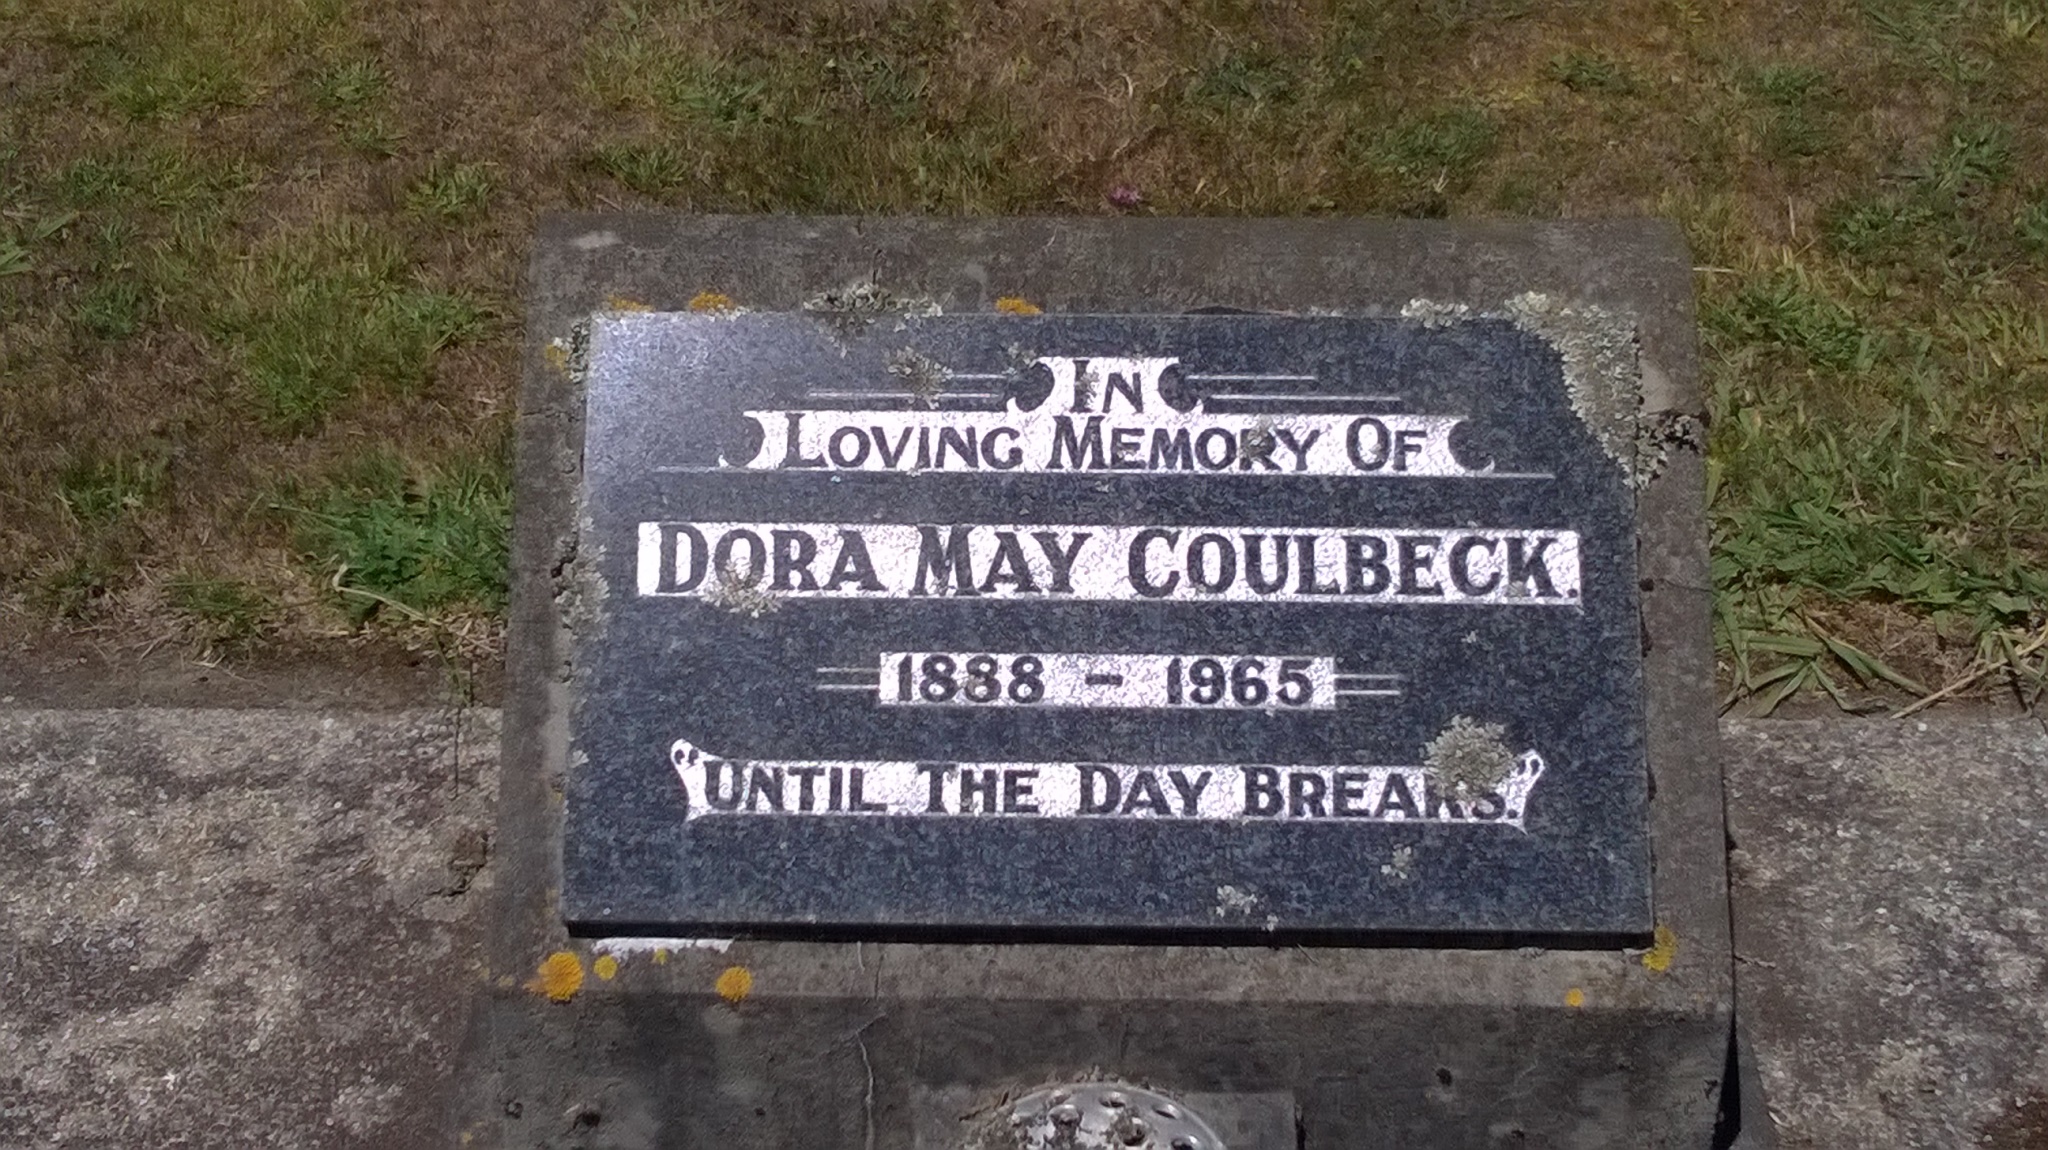 In
Loving Memory Of
Dora May Coulbeck.
1888 - 1965
"Until The Day Breaks."